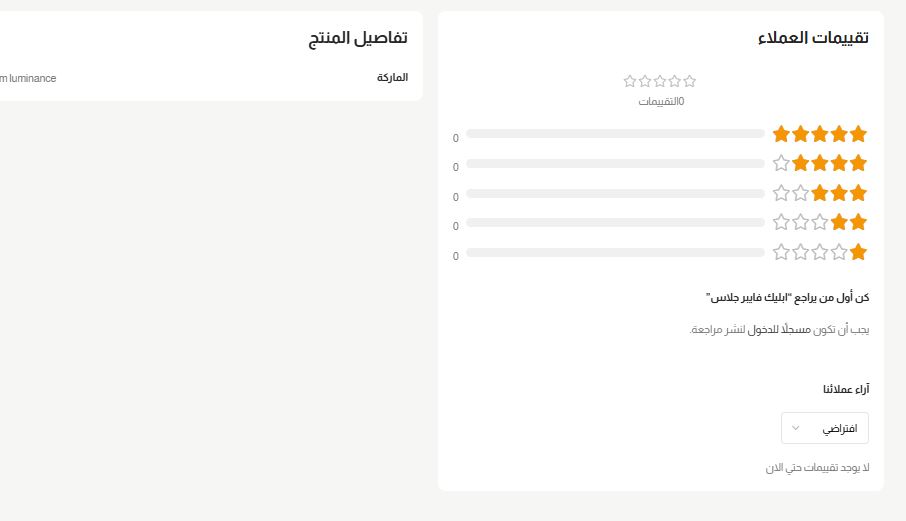 تقييمات العملاء
0التقييمات
0
0
0
0
0
كن أول من يراجع “ابليك فايبر جلاس”
يجب أن تكون مسجلاً للدخول لنشر مراجعة.
آراء عملائنا
افتراضي
لا يوجد تقييمات حتي الان
تفاصيل المنتج
الماركة
m luminance